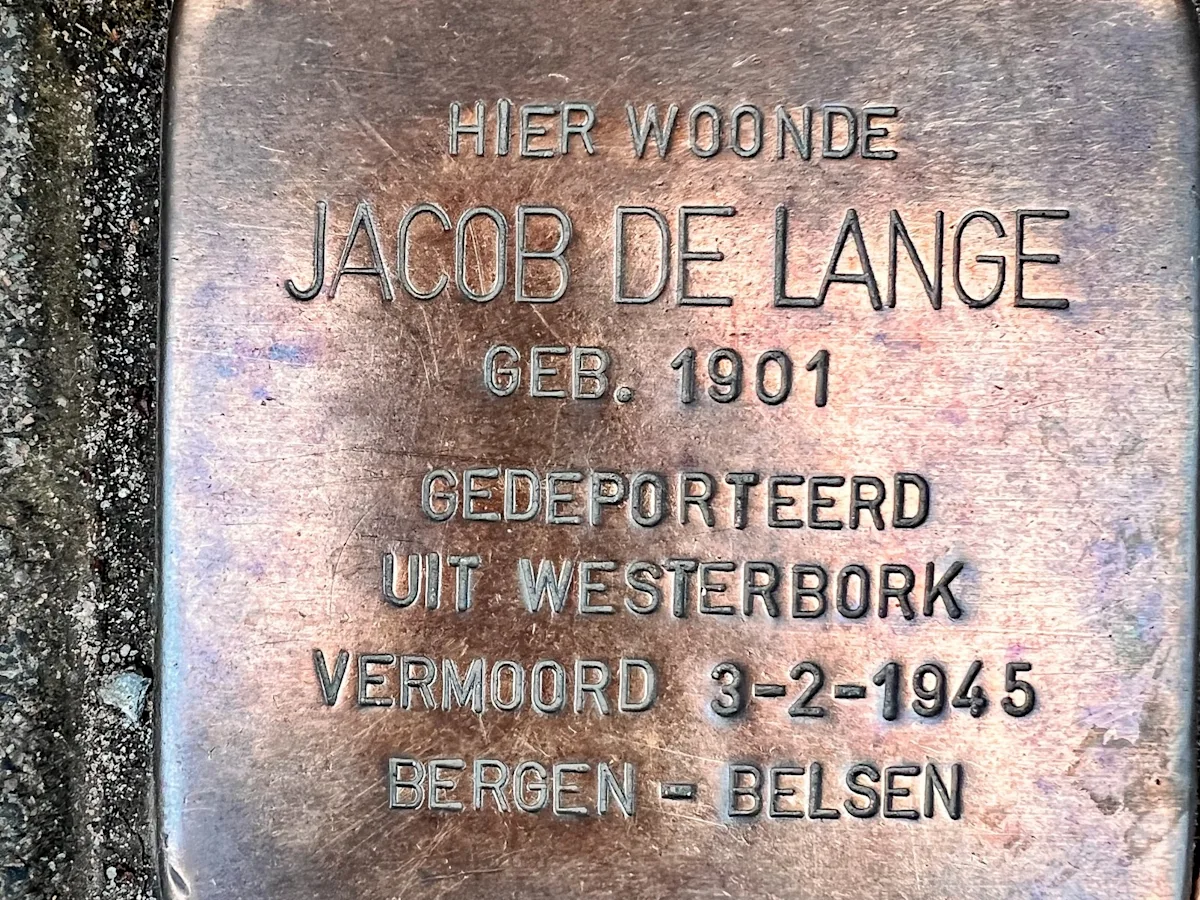 HIER WOONDE
JACOB DE LANGE
GEB. 1901
GEDEPORTEERD
UIT WESTERBORK
VERMOORD 3-2-1945
BERGEN - BELSEN